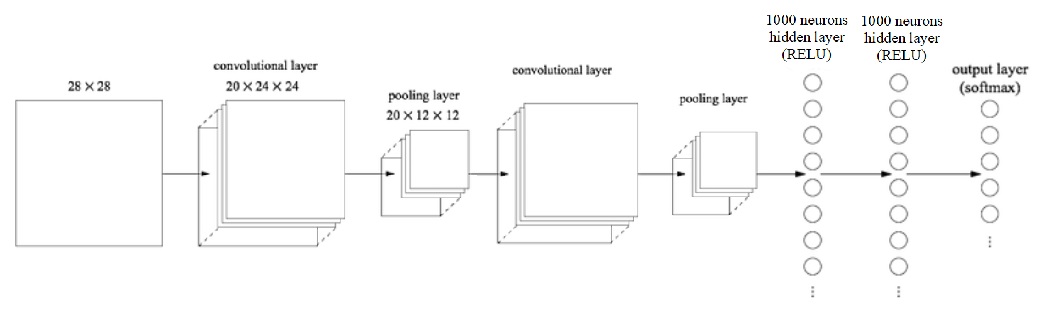 28 × 28
convolutional layer
20 × 24 × 24
pooling layer
20 × 12 × 12
convolutional layer
pooling layer
1000 neurons
hidden layer
(RELU)
1000 neurons
hidden layer
(RELU)
output layer
(softmax)